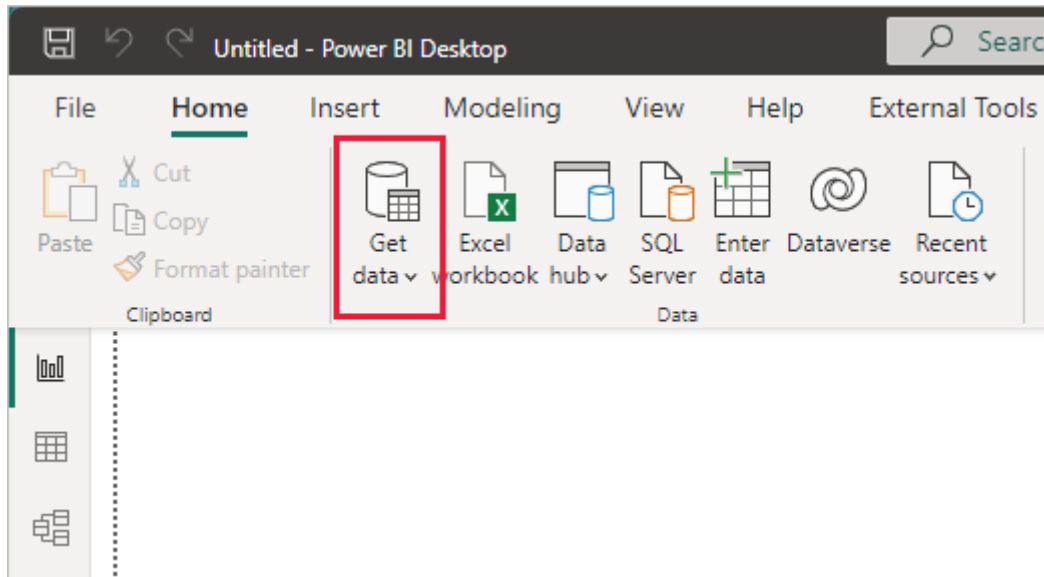 Untitled - Power BI Desktop
Searc
File Home Insert Modeling View Help External Tools
Paste
Cut
Copy
Format painter
Clipboard
Get
data
Excel
workbook
Data
hub
SQL
Server
Enter
data
Dataverse
Recent
sources
Data